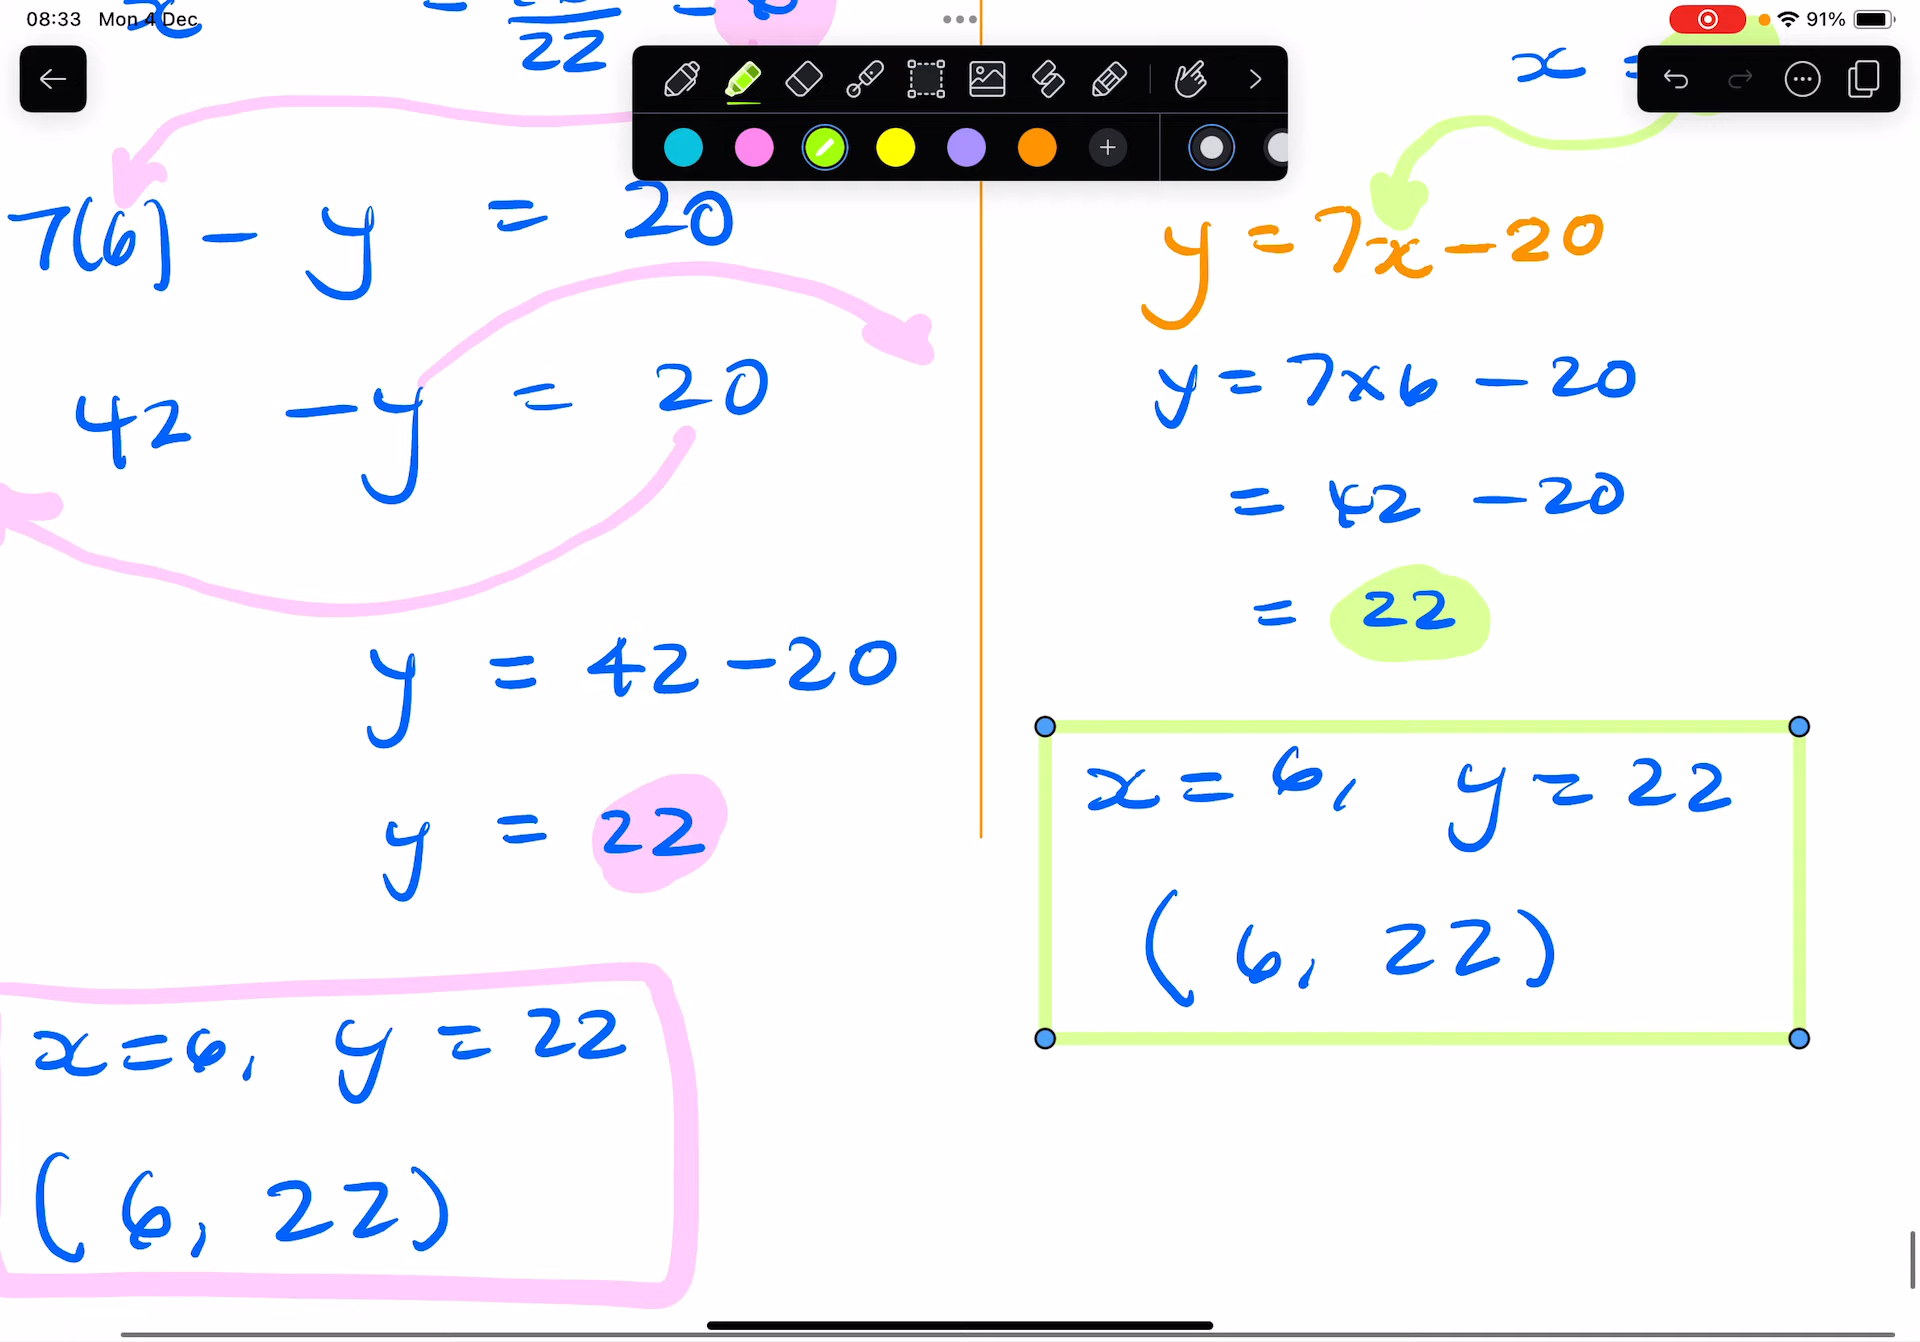 08:33 Mon 4 Dec
91%
x = 22 =
7(6) - y = 20
42 - y = 20
y = 42 - 20
y = 22
x = 6, y = 22
(6, 22)
x =
y = 7x - 20
y = 7 x 6 - 20
= 42 - 20
= 22
x = 6, y = 22
(6, 22)